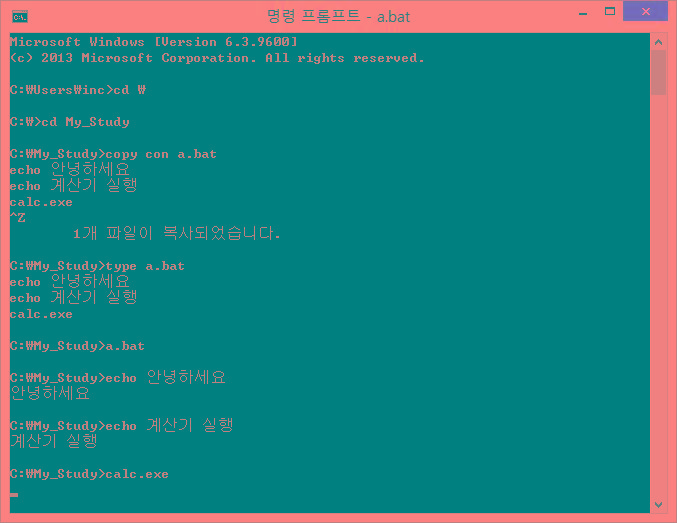 명령 프롬프트 - a.bat
Microsoft Windows [Version 6.3.9600]
(c) 2013 Microsoft Corporation. All rights reserved.
C:₩Users₩inc>cd ₩
C:₩>cd My_Study
C:₩My_Study>copy con a.bat
echo 안녕하세요
echo 계산기 실행
calc.exe
^Z
1개 파일이 복사되었습니다.
C:₩My_Study>type a.bat
echo 안녕하세요
echo 계산기 실행
calc.exe
C:₩My_Study>a.bat
C:₩My_Study>echo 안녕하세요
안녕하세요
C:₩My_Study>echo 계산기 실행
계산기 실행
C:₩My_Study>calc.exe